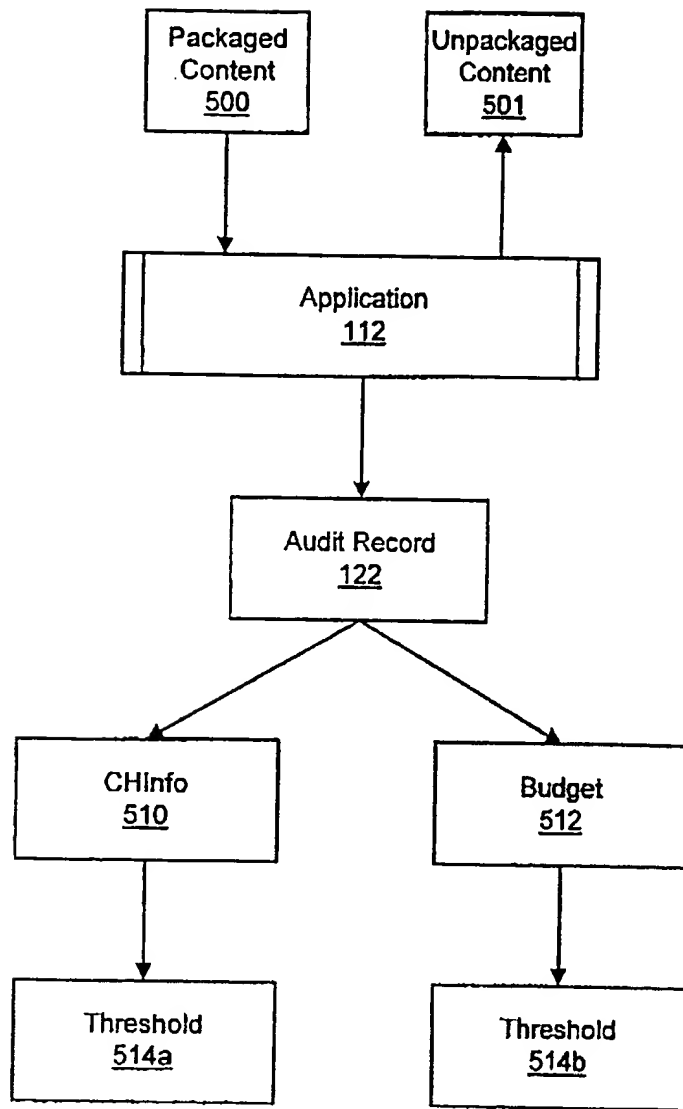 Packaged
Content
500
Unpackaged
Content
501
Application
112
Audit Record
122
CHInfo
510
Budget
512
Threshold
514a
Threshold
514b